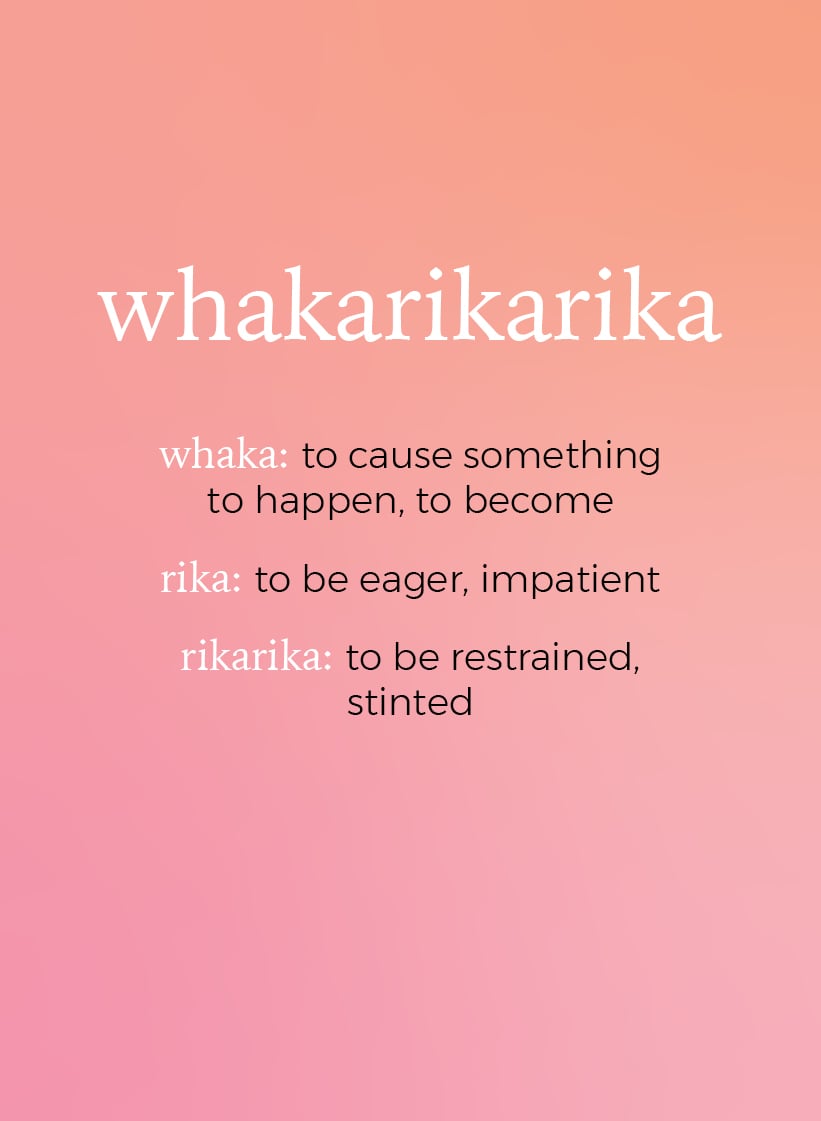 whakarikarika
whaka: to cause something
to happen, to become
rika: to be eager, impatient
rikarika: to be restrained,
stinted